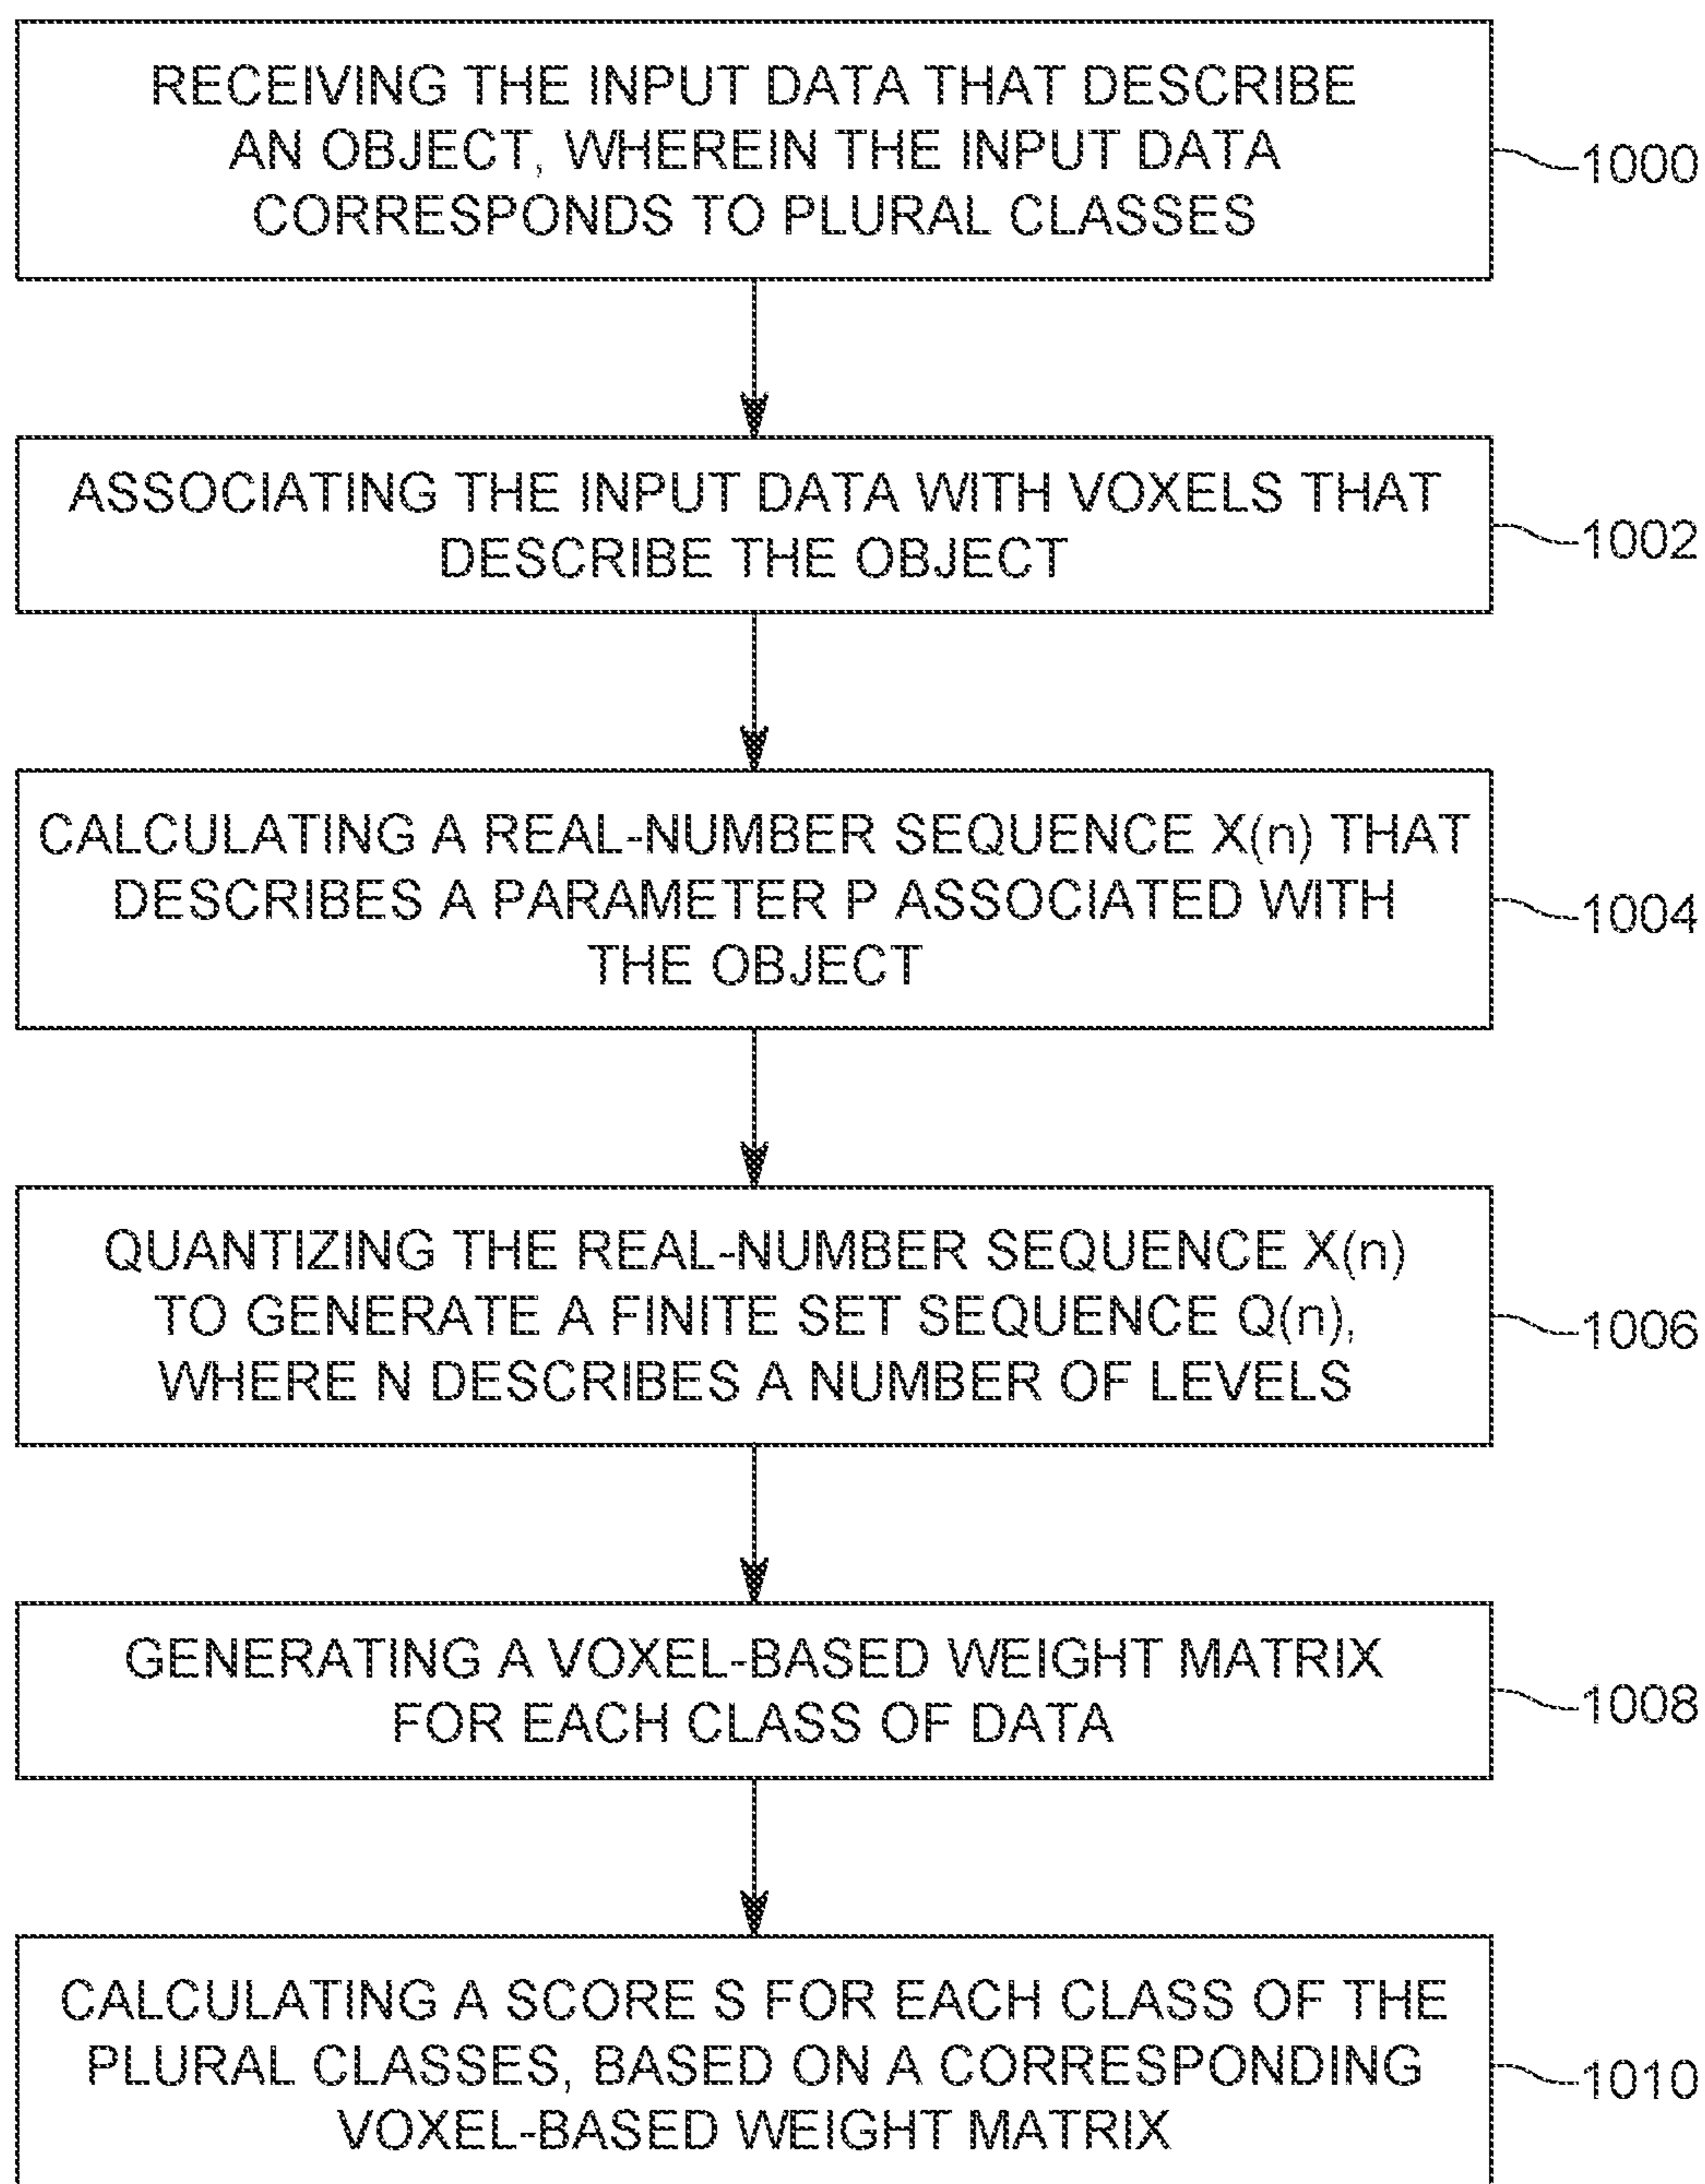 RECEIVING THE INPUT DATA THAT DESCRIBE
AN OBJECT, WHEREIN THE INPUT DATA
CORRESPONDS TO PLURAL CLASSES
1000
ASSOCIATING THE INPUT DATA WITH VOXELS THAT
DESCRIBE THE OBJECT
1002
CALCULATING A REAL-NUMBER SEQUENCE X(n) THAT
DESCRIBES A PARAMETER P ASSOCIATED WITH
THE OBJECT
1004
QUANTIZING THE REAL-NUMBER SEQUENCE X(n)
TO GENERATE A FINITE SET SEQUENCE Q(n),
WHERE N DESCRIBES A NUMBER OF LEVELS
1006
GENERATING A VOXEL-BASED WEIGHT MATRIX
FOR EACH CLASS OF DATA
1008
CALCULATING A SCORE S FOR EACH CLASS OF THE
PLURAL CLASSES, BASED ON A CORRESPONDING
VOXEL-BASED WEIGHT MATRIX
1010